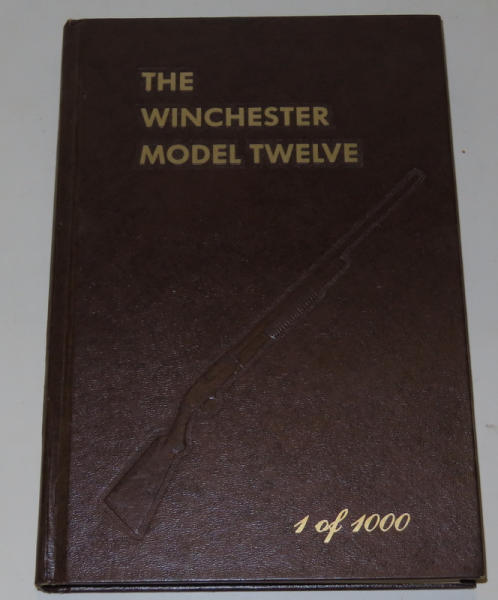 THE
WINCHESTER
MODEL TWELVE
1 of 1000